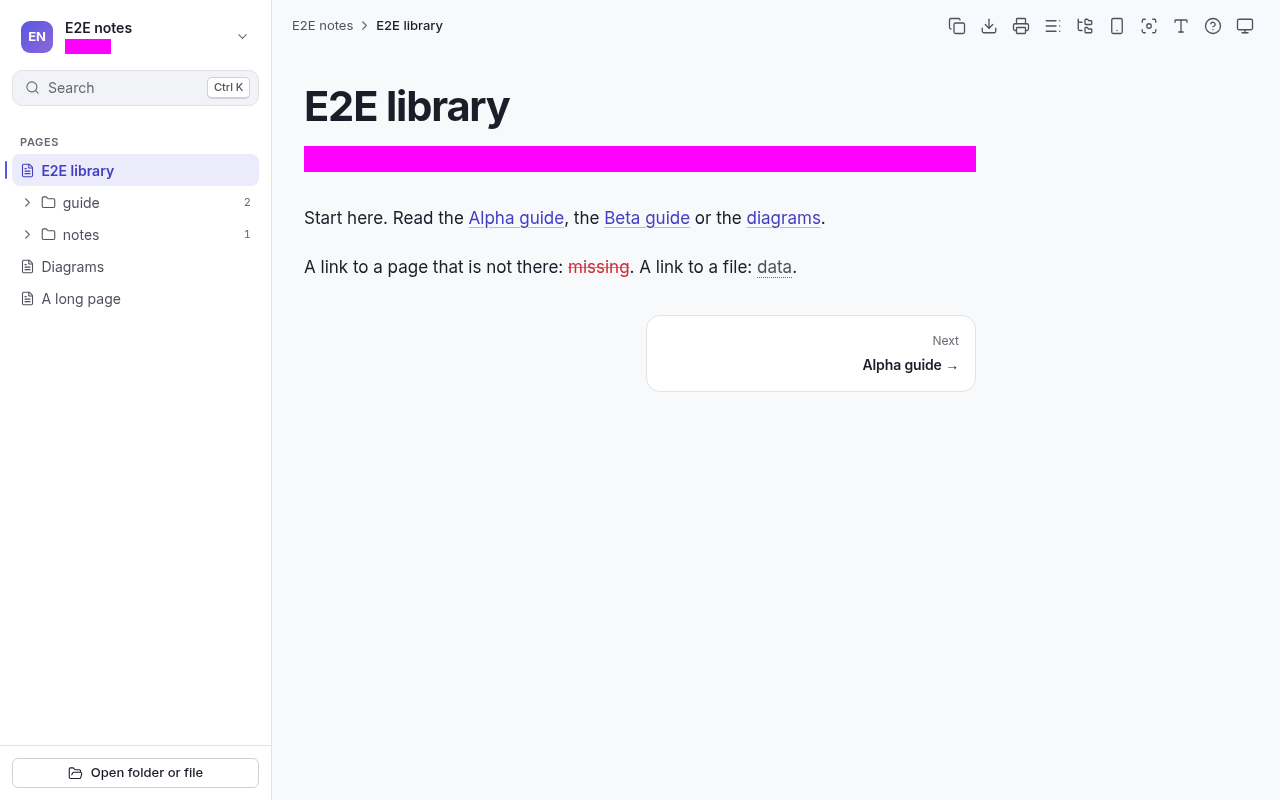 EN
E2E notes
Search
Ctrl K
PAGES
E2E library
guide 2
notes 1
Diagrams
A long page
Open folder or file
E2E notes > E2E library
E2E library
Start here. Read the Alpha guide, the Beta guide or the diagrams.
A link to a page that is not there: missing. A link to a file: data.
Next
Alpha guide →